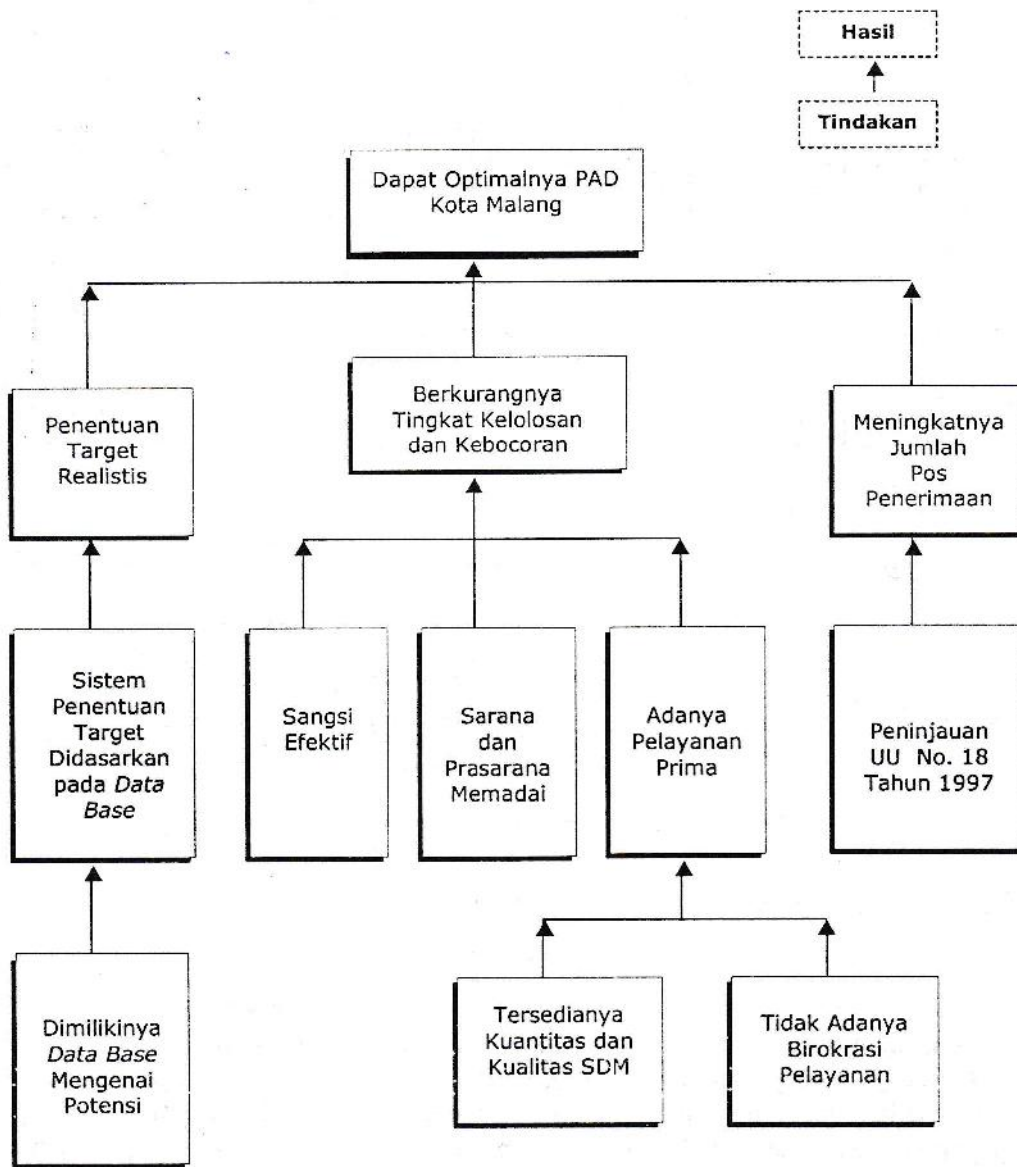 Hasil
Tindakan
Dapat Optimalnya PAD
Kota Malang
Penentuan
Target
Realistis
Berkurangnya
Tingkat Kelolosan
dan Kebocoran
Meningkatnya
Jumlah
Pos
Penerimaan
Sistem
Penentuan
Target
Didasarkan
pada Data
Base
Sangsi
Efektif
Sarana
dan
Prasarana
Memadai
Adanya
Pelayanan
Prima
Peninjauan
UU No. 18
Tahun 1997
Dimilikinya
Data Base
Mengenai
Potensi
Tersedianya
Kuantitas dan
Kualitas SDM
Tidak Adanya
Birokrasi
Pelayanan